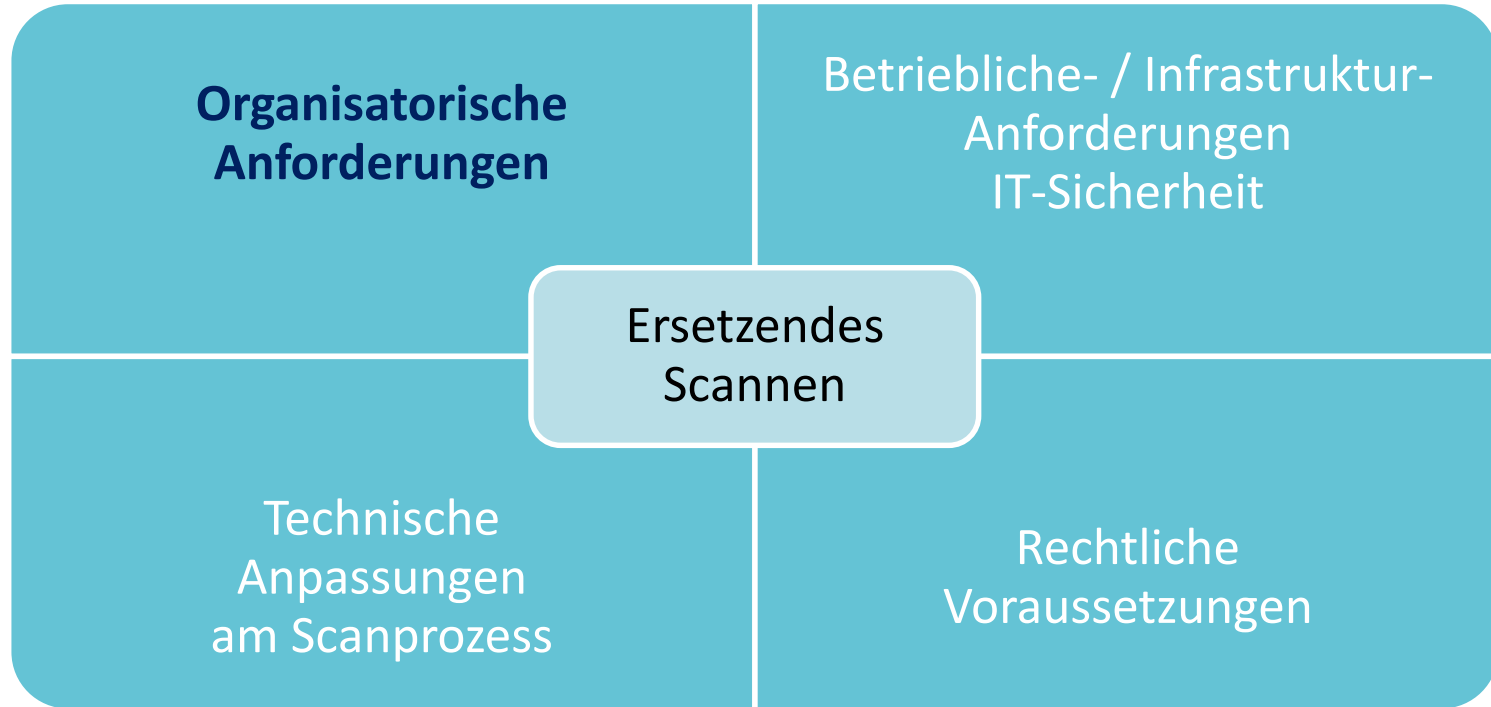 Organisatorische
Anforderungen
Betriebliche- / Infrastruktur-
Anforderungen
IT-Sicherheit
Ersetzendes
Scannen
Technische
Anpassungen
am Scanprozess
Rechtliche
Voraussetzungen